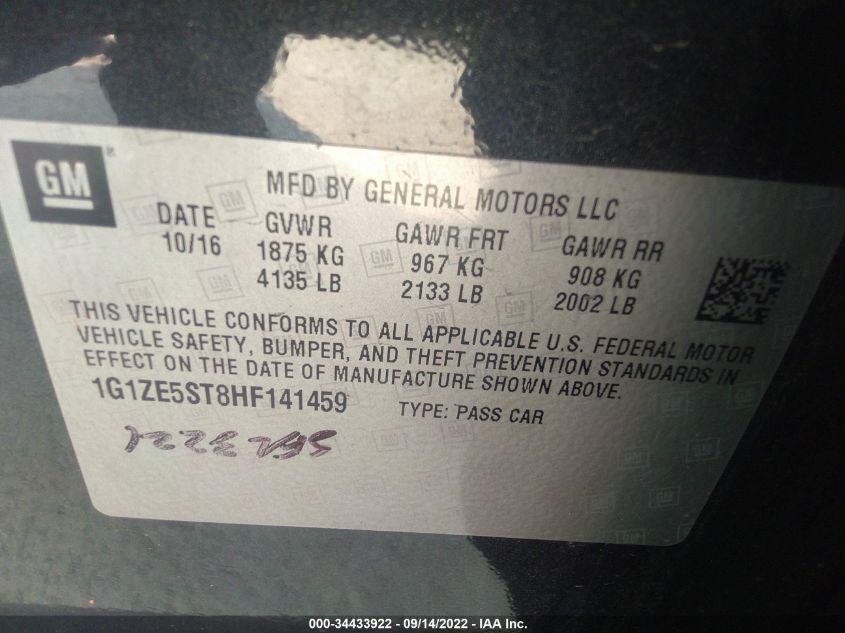 GM
MFD BY GENERAL MOTORS LLC
DATE GVWR GAWR FRT GAWR RR
10/16 1875 KG 967 KG 908 KG
4135 LB 2133 LB 2002 LB
THIS VEHICLE CONFORMS TO ALL APPLICABLE U.S. FEDERAL MOTOR
VEHICLE SAFETY, BUMPER, AND THEFT PREVENTION STANDARDS IN
EFFECT ON THE DATE OF MANUFACTURE SHOWN ABOVE.
1G1ZE5ST8HF141459 TYPE: PASS CAR
000-34433922 / 09/14/2022 - IAA Inc.